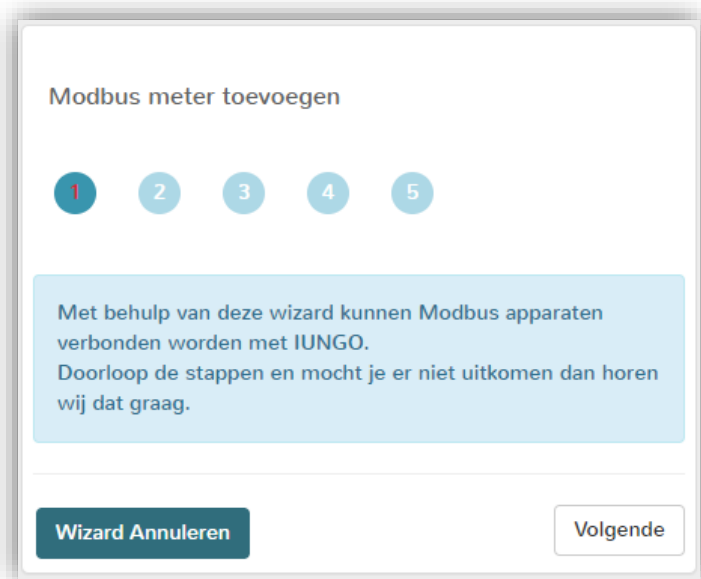 Modbus meter toevoegen
1 2 3 4 5
Met behulp van deze wizard kunnen Modbus apparaten
verbonden worden met IUNGO.
Doorloop de stappen en mocht je er niet uitkomen dan horen
wij dat graag.
Wizard Annuleren Volgende